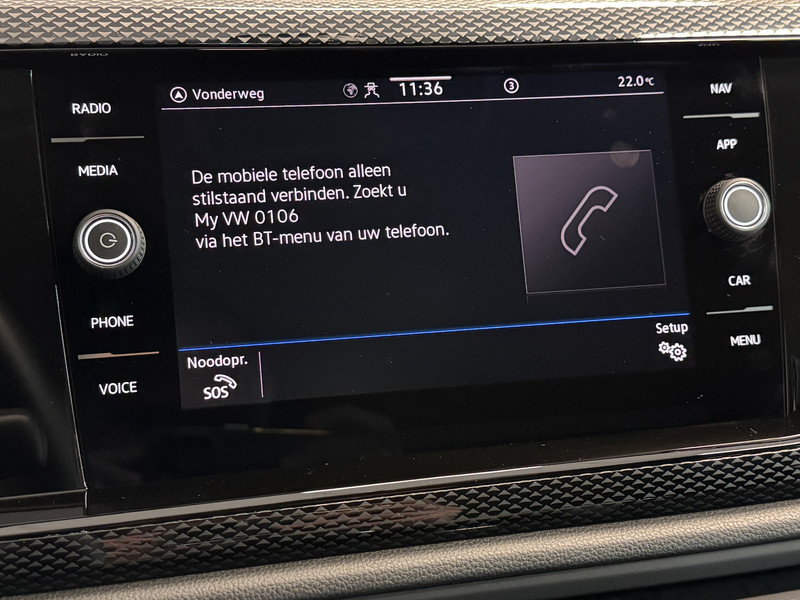 RADIO
MEDIA
PHONE
VOICE
Vonderweg
11:36
3
22.0°C
De mobiele telefoon alleen
stilstaand verbinden. Zoekt u
My VW 0106
via het BT-menu van uw telefoon.
Noodopr.
SOS
Setup
NAV
APP
CAR
MENU